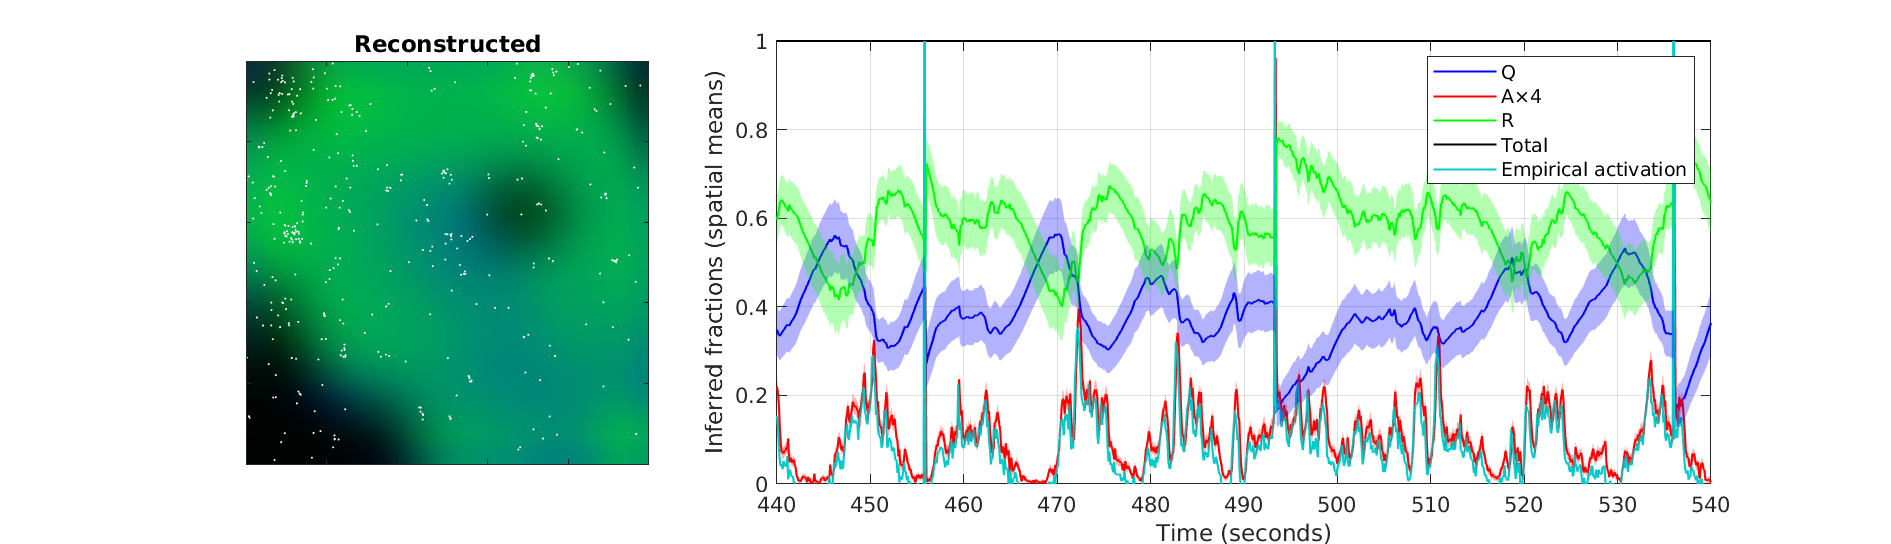 Reconstructed
Inferred fractions (spatial means)
1
0.8
0.6
0.4
0.2
0
440 450 460 470 480 490 500 510 520 530 540
Time (seconds)
Q
A×4
R
Total
Empirical activation